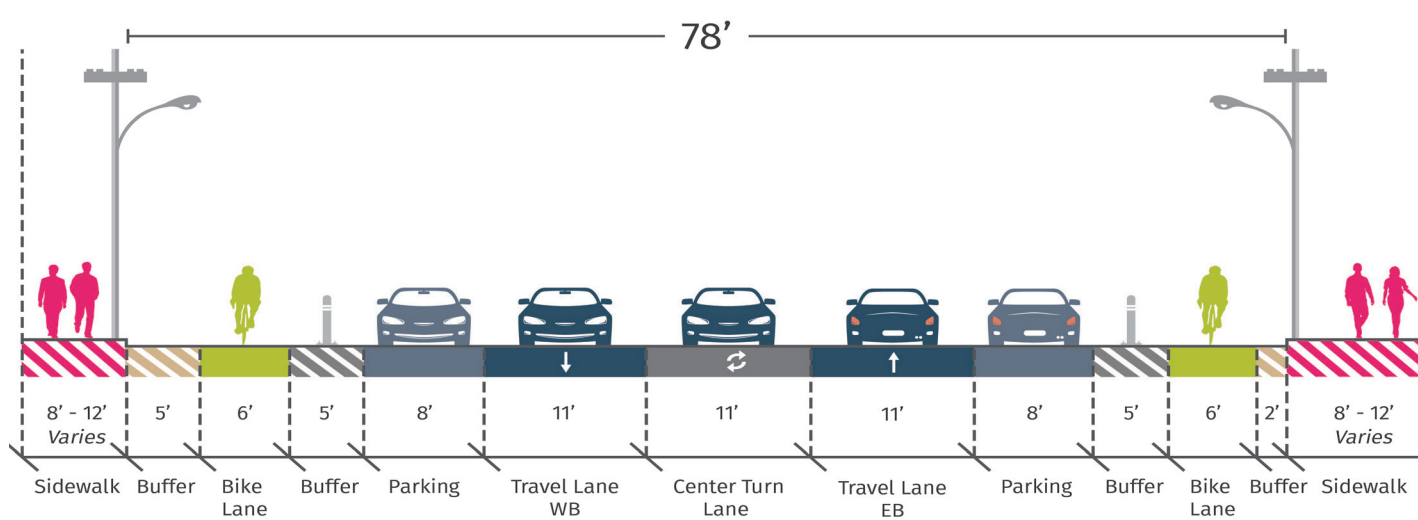 78’
8’ - 12’ 5’ 6’ 5’ 8’ 11’ 11’ 11’ 8’ 5’ 6’ 2’ 8’ - 12’
Varies Varies
Sidewalk Buffer Bike Buffer Parking Travel Lane Center Turn Travel Lane Parking Buffer Bike Buffer Sidewalk
Lane WB Lane EB Lane